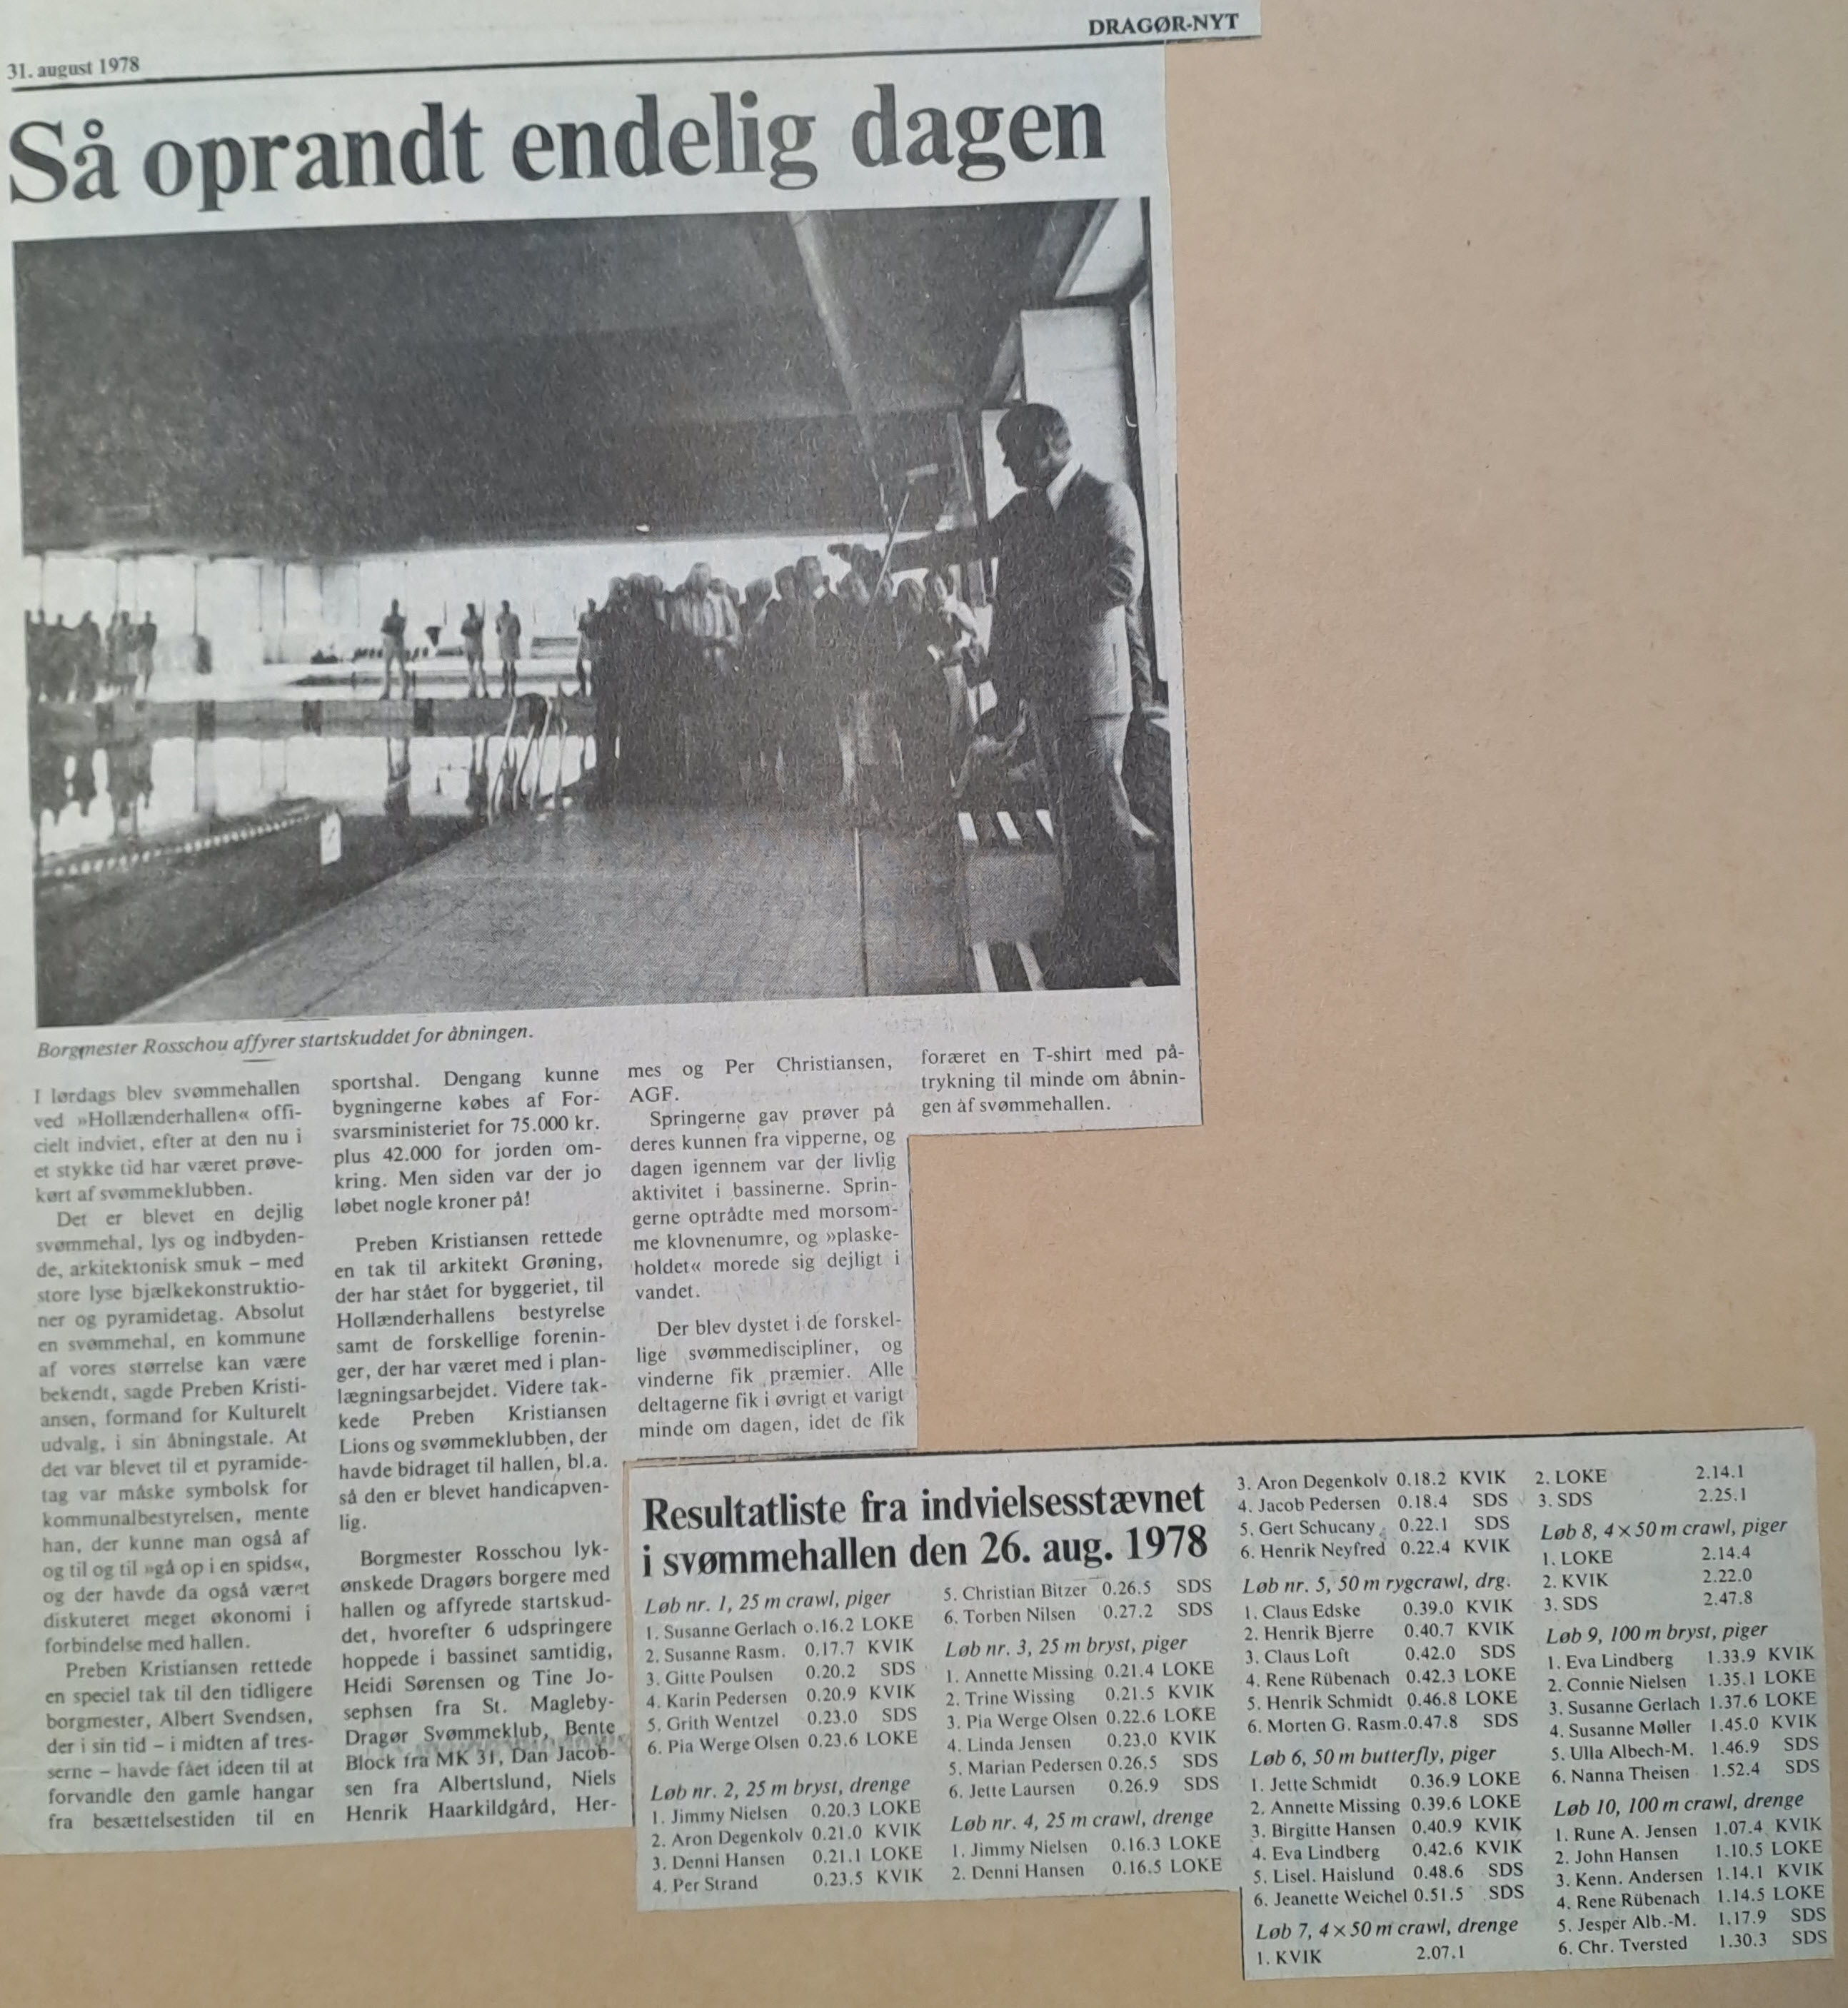 DRAGØR-NYT
31. august 1978
Så oprandt endelig dagen
Borgmester Rosschou affyrer startskuddet for åbningen.
I lørdags blev svømmehallen
ved »Hollænderhallen« offi-
cielt indviet, efter at den nu i
et stykke tid har været prøve-
kørt af svømmeklubben.
Det er blevet en dejlig
svømmehal, lys og indbyden-
de, arkitektonisk smuk – med
store lyse bjælkekonstruktio-
ner og pyramidetag. Absolut
en svømmehal, en kommune
af vores størrelse kan være
bekendt, sagde Preben Kristi-
ansen, formand for Kulturelt
udvalg, i sin åbningstale. At
det var blevet til et pyramide-
tag var måske symbolsk for
kommunalbestyrelsen, mente
han, der kunne man også af
og til og til »gå op i en spids«,
og der havde da også været
diskuteret meget økonomi i
forbindelse med hallen.
Preben Kristiansen rettede
en speciel tak til den tidligere
borgmester, Albert Svendsen,
der i sin tid – i midten af tres-
serne – havde fået ideen til at
forvandle den gamle hangar
fra besættelsestiden til en
sportshal. Dengang kunne
bygningerne købes af For-
svarsministeriet for 75.000 kr.
plus 42.000 for jorden om-
kring. Men siden var der jo
løbet nogle kroner på!
Preben Kristiansen rettede
en tak til arkitekt Grøning,
der har stået for byggeriet, til
Hollænderhallens bestyrelse
samt de forskellige forenin-
ger, der har været med i plan-
lægningsarbejdet. Videre tak-
kede Preben Kristiansen
Lions og svømmeklubben, der
havde bidraget til hallen, bl.a.
så den er blevet handicapven-
lig.
Borgmester Rosschou lyk-
ønskede Dragørs borgere med
hallen og affyrede startskud-
det, hvorefter 6 udspringere
hoppede i bassinet samtidig,
Heidi Sørensen og Tine Jo-
sephsen fra St. Magleby-
Dragør Svømmeklub, Bente
Block fra MK 31, Dan Jacob-
sen fra Albertslund, Niels
Henrik Haarkildgård, Her-
mes og Per Christiansen,
AGF.
Springerne gav prøver på
deres kunnen fra vipperne, og
dagen igennem var der livlig
aktivitet i bassinerne. Sprin-
gerne optrådte med morsom-
me klovnenumre, og »plaske-
holdet« morede sig dejligt i
vandet.
Der blev dystet i de forskel-
lige svømmediscipliner, og
vinderne fik præmier. Alle
deltagerne fik i øvrigt et varigt
minde om dagen, idet de fik
foræret en T-shirt med på-
trykning til minde om åbnin-
gen af svømmehallen.
Resultatliste fra indvielsesstævnet
i svømmehallen den 26. aug. 1978
Løb nr. 1, 25 m crawl, piger
1. Susanne Gerlach o.16.2 LOKE
2. Susanne Rasm. 0.17.7 KVIK
3. Gitte Poulsen 0.20.2 SDS
4. Karin Pedersen 0.20.9 KVIK
5. Grith Wentzel 0.23.0 SDS
6. Pia Werge Olsen 0.23.6 LOKE
Løb nr. 2, 25 m bryst, drenge
1. Jimmy Nielsen 0.20.3 LOKE
2. Aron Degenkolv 0.21.0 KVIK
3. Denni Hansen 0.21.1 LOKE
4. Per Strand 0.23.5 KVIK
5. Christian Bitzer 0.26.5 SDS
6. Torben Nilsen 0.27.2 SDS
Løb nr. 3, 25 m bryst, piger
1. Annette Missing 0.21.4 LOKE
2. Trine Wissing 0.21.5 KVIK
3. Pia Werge Olsen 0.22.6 LOKE
4. Linda Jensen 0.23.0 KVIK
5. Marian Pedersen 0.26.5 SDS
6. Jette Laursen 0.26.9 SDS
Løb nr. 4, 25 m crawl, drenge
1. Jimmy Nielsen 0.16.3 LOKE
2. Denni Hansen 0.16.5 LOKE
3. Aron Degenkolv 0.18.2 KVIK
4. Jacob Pedersen 0.18.4 SDS
5. Gert Schucany 0.22.1 SDS
6. Henrik Neyfred 0.22.4 KVIK
Løb nr. 5, 50 m rygcrawl, drg.
1. Claus Edske 0.39.0 KVIK
2. Henrik Bjerre 0.40.7 KVIK
3. Claus Loft 0.42.0 SDS
4. Rene Rübenach 0.42.3 LOKE
5. Henrik Schmidt 0.46.8 LOKE
6. Morten G. Rasm. 0.47.8 SDS
Løb 6, 50 m butterfly, piger
1. Jette Schmidt 0.36.9 LOKE
2. Annette Missing 0.39.6 LOKE
3. Birgitte Hansen 0.40.9 KVIK
4. Eva Lindberg 0.42.6 KVIK
5. Lisel. Haislund 0.48.6 SDS
6. Jeanette Weichel 0.51.5 SDS
Løb 7, 4 × 50 m crawl, drenge
1. KVIK 2.07.1
2. LOKE 2.14.1
3. SDS 2.25.1
Løb 8, 4 × 50 m crawl, piger
1. LOKE 2.14.4
2. KVIK 2.22.0
3. SDS 2.47.8
Løb 9, 100 m bryst, piger
1. Eva Lindberg 1.33.9 KVIK
2. Connie Nielsen 1.35.1 LOKE
3. Susanne Gerlach 1.37.6 LOKE
4. Susanne Møller 1.45.0 KVIK
5. Ulla Albech-M. 1.46.9 SDS
6. Nanna Theisen 1.52.4 SDS
Løb 10, 100 m crawl, drenge
1. Rune A. Jensen 1.07.4 KVIK
2. John Hansen 1.10.5 LOKE
3. Kenn. Andersen 1.14.1 KVIK
4. Rene Rübenach 1.14.5 LOKE
5. Jesper Alb.-M. 1.17.9 SDS
6. Chr. Tversted 1.30.3 SDS